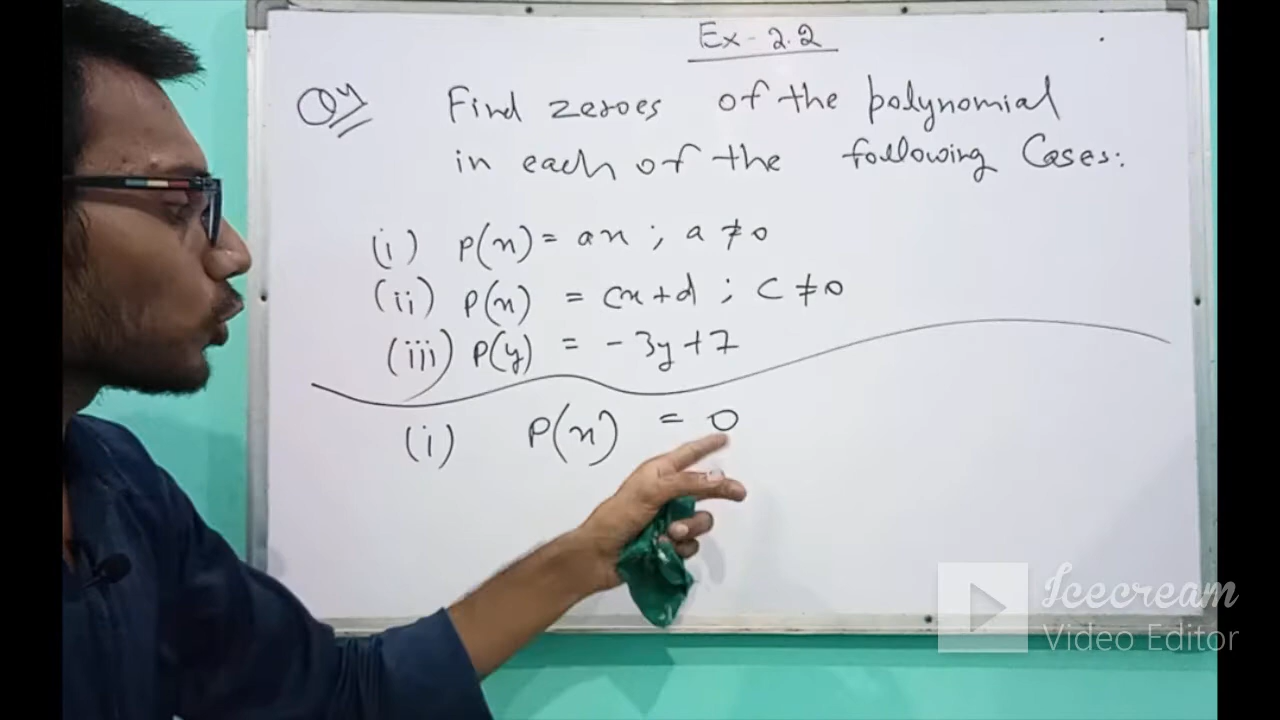 Ex-2.2
Q4 Find zeroes of the polynomial
in each of the following Cases:
(i) P(x) = ax ; a ≠ 0
(ii) P(x) = cx+d ; C ≠ 0
(iii) P(y) = -3y+7
(i) P(x) = 0
Icecream
Video Editor